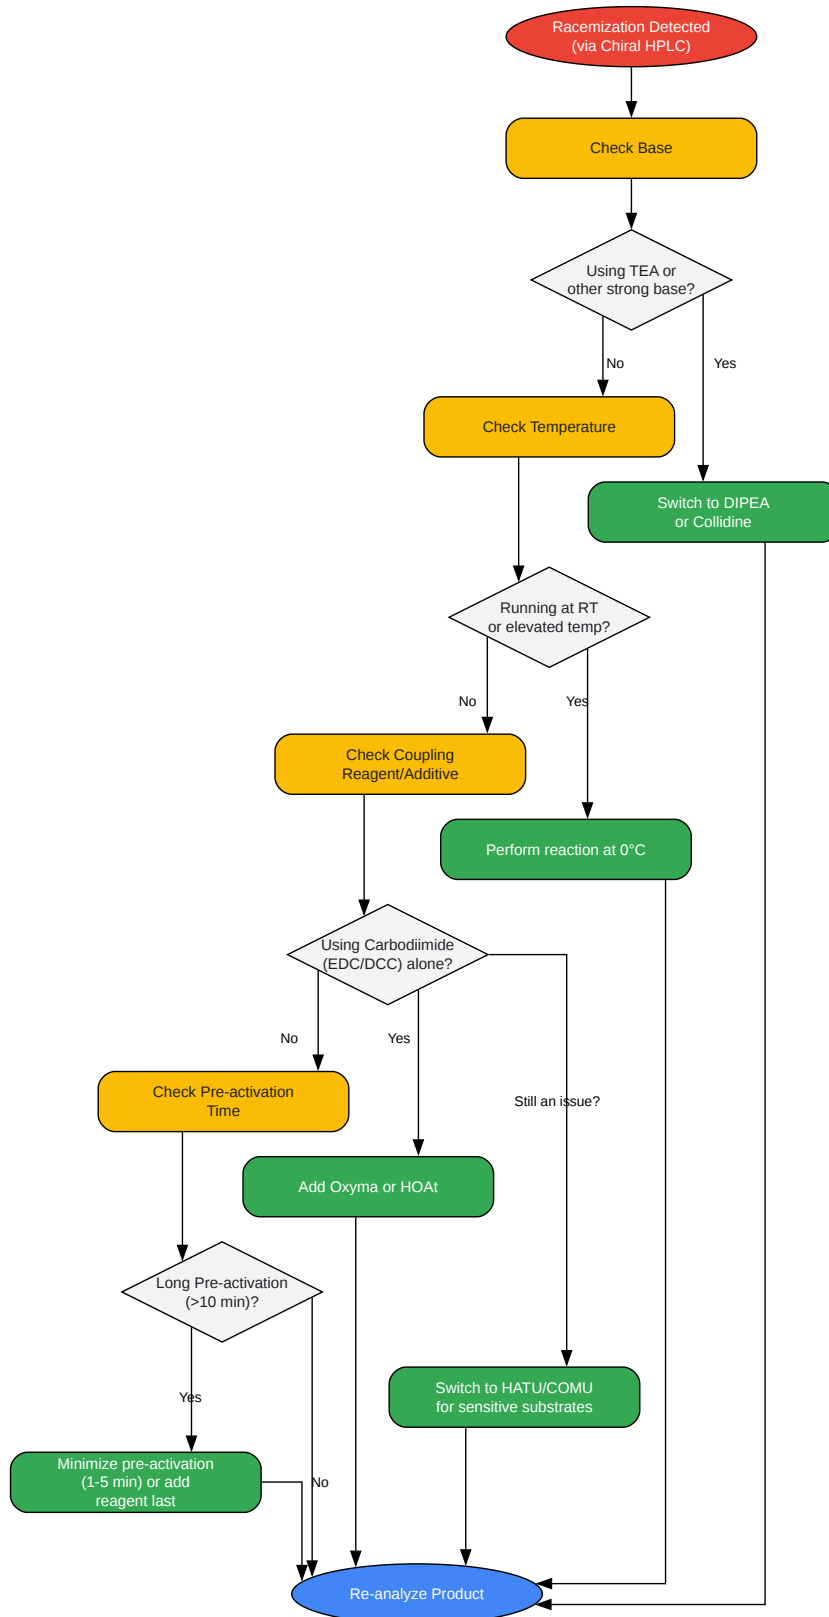 Racemization Detected
(via Chiral HPLC)
Check Base
Using TEA or
other strong base?
No
Yes
Check Temperature
Switch to DIPEA
or Collidine
Running at RT
or elevated temp?
No
Yes
Check Coupling
Reagent/Additive
Perform reaction at 0°C
Using Carbodiimide
(EDC/DCC) alone?
No
Yes
Still an issue?
Check Pre-activation
Time
Add Oxyma or HOAt
Long Pre-activation
(>10 min)?
Yes
Switch to HATU/COMU
for sensitive substrates
Minimize pre-activation
(1-5 min) or add
reagent last
No
Re-analyze Product